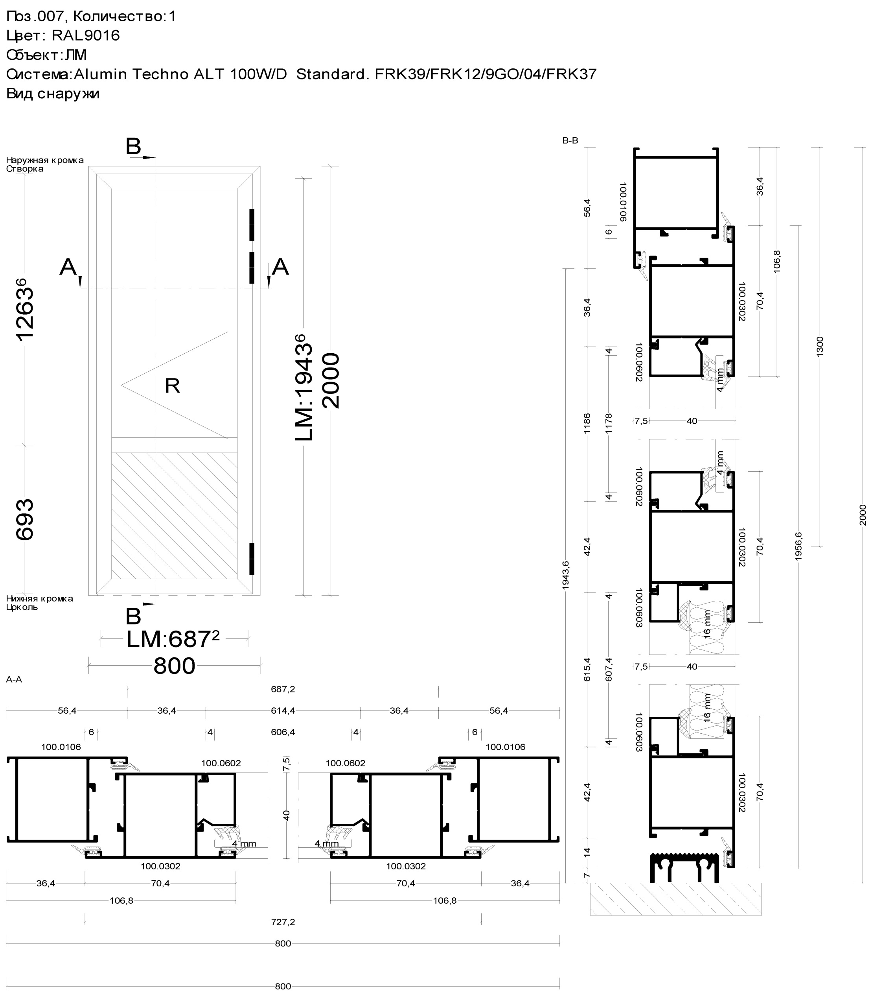 Поз.007, Количество:1
Цвет: RAL9016
Объект:ЛМ
Система:Alumin Techno ALT 100W/D Standard. FRK39/FRK12/9GO/04/FRK37
Вид снаружи
B
Наружная кромка
Створка
A
A
1263⁶
R
LM:1943⁶
2000
693
Нижняя кромка
Цоколь
B
LM:687²
800
A-A
687,2
56,4
36,4
614,4
36,4
56,4
6
4
606,4
4
6
100.0106
100.0106
100.0602
7,5
100.0602
40
4 mm
4 mm
100.0302
100.0302
36,4
70,4
70,4
36,4
106,8
106,8
727,2
800
800
B-B
56,4
6
100.0106
36,4
106,8
36,4
100.0302
70,4
4
100.0602
4 mm
1300
1186
1178
7,5
40
4 mm
100.0602
4
42,4
100.0302
70,4
2000
1956,6
1943,6
4
100.0603
16 mm
615,4
607,4
7,5
40
16 mm
100.0603
4
42,4
100.0302
70,4
14
7